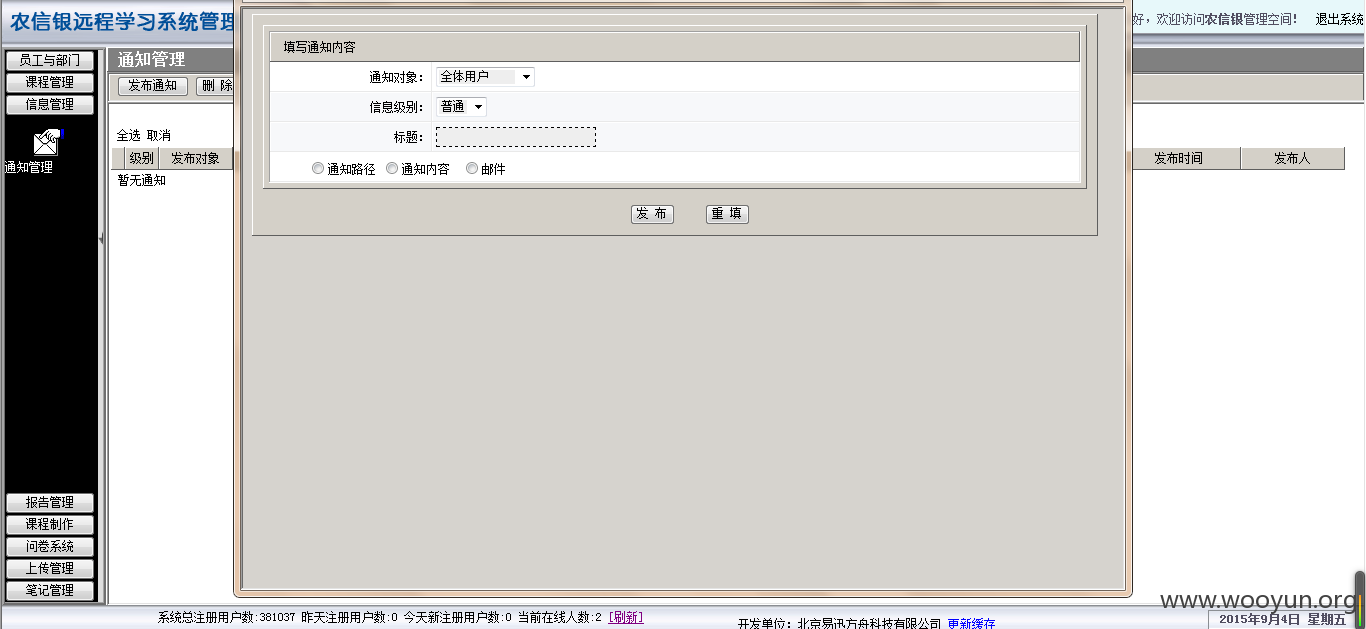 农信银远程学习系统管理
好，欢迎访问农信银管理空间！ 退出系统
员工与部门
课程管理
信息管理
通知管理
报告管理
课程制作
问卷系统
上传管理
笔记管理
通知管理
发布通知 删 除
全选 取消
级别 发布对象 发布时间 发布人
暂无通知
填写通知内容
通知对象： 全体用户
信息级别： 普通
标题：
通知路径 通知内容 邮件
发 布 重 填
系统总注册用户数:381037 昨天注册用户数:0 今天新注册用户数:0 当前在线人数:2 [刷新]
开发单位：北京易迅方舟科技有限公司 更新缓存
www.wooyun.org
2015年9月4日 星期五